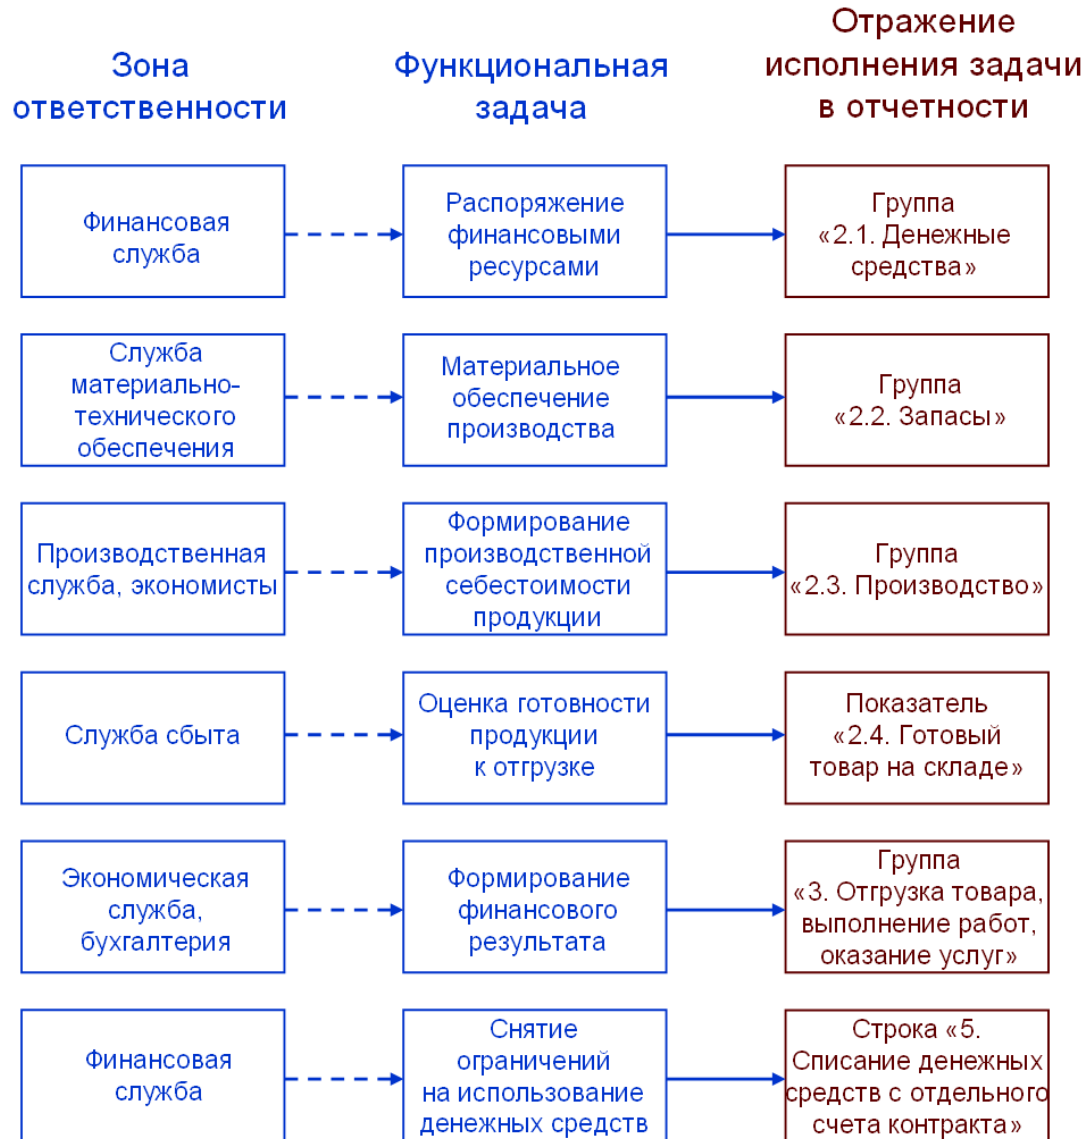 Зона
ответственности
Функциональная
задача
Отражение
исполнения задачи
в отчетности
Финансовая
служба
Распоряжение
финансовыми
ресурсами
Группа
«2.1. Денежные
средства»
Служба
материально-
технического
обеспечения
Материальное
обеспечение
производства
Группа
«2.2. Запасы»
Производственная
служба, экономисты
Формирование
производственной
себестоимости
продукции
Группа
«2.3. Производство»
Служба сбыта
Оценка готовности
продукции
к отгрузке
Показатель
«2.4. Готовый
товар на складе»
Экономическая
служба,
бухгалтерия
Формирование
финансового
результата
Группа
«3. Отгрузка товара,
выполнение работ,
оказание услуг»
Финансовая
служба
Снятие
ограничений
на использование
денежных средств
Строка «5.
Списание денежных
средств с отдельного
счета контракта»